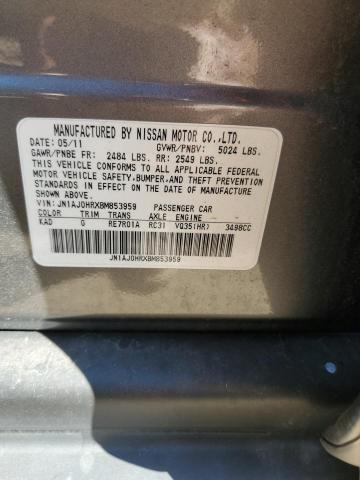 MANUFACTURED BY NISSAN MOTOR CO.,LTD.
DATE: 05/11 GVWR/PNBV: 5024 LBS.
GAWR/PNBE FR: 2484 LBS. RR: 2549 LBS.
THIS VEHICLE CONFORMS TO ALL APPLICABLE FEDERAL
MOTOR VEHICLE SAFETY,BUMPER,AND THEFT PREVENTION
STANDARDS IN EFFECT ON THE DATE OF MANUFACTURE
SHOWN ABOVE.
VIN: JN1AJ0HRXBM853959 PASSENGER CAR
COLOR TRIM TRANS AXLE ENGINE
KAD G RE7R01A RC31 VQ35(HR) 3498CC
JN1AJ0HRXBM853959